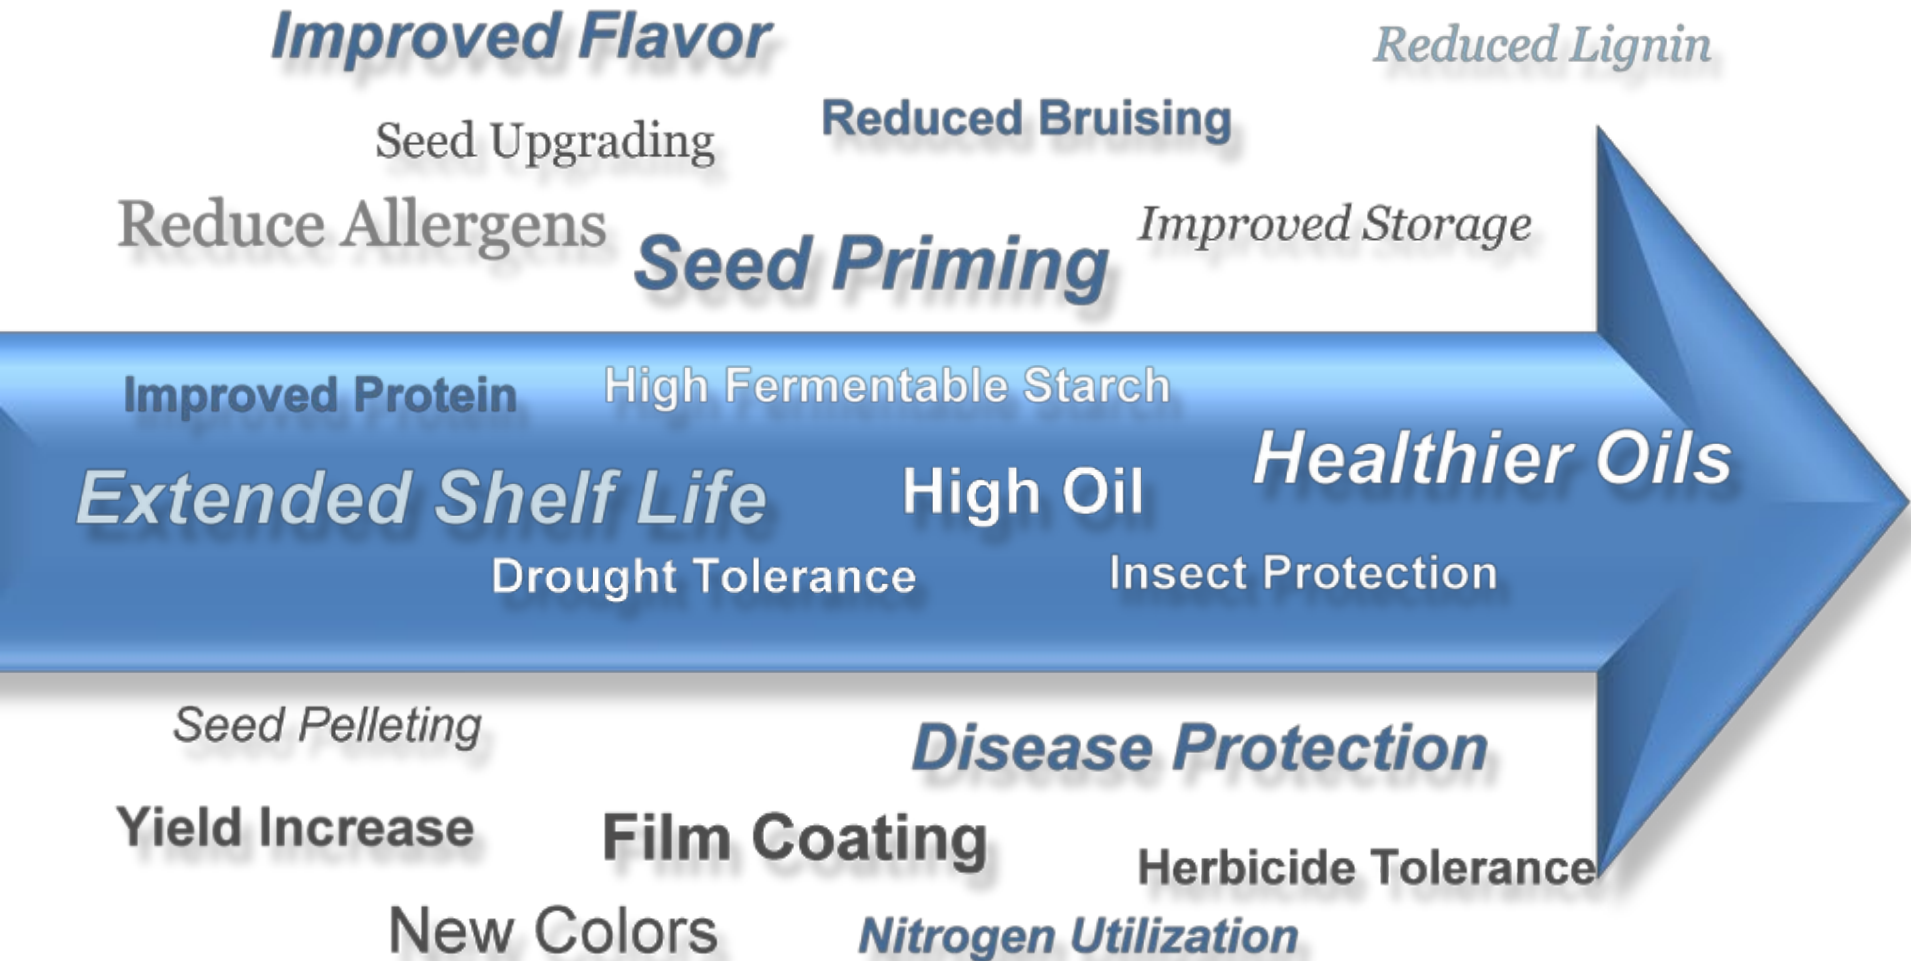 Improved Flavor
Reduced Lignin
Seed Upgrading
Reduced Bruising
Reduce Allergens
Seed Priming
Improved Storage
Improved Protein
High Fermentable Starch
Extended Shelf Life
High Oil
Healthier Oils
Drought Tolerance
Insect Protection
Seed Pelleting
Disease Protection
Yield Increase
Film Coating
Herbicide Tolerance
New Colors
Nitrogen Utilization